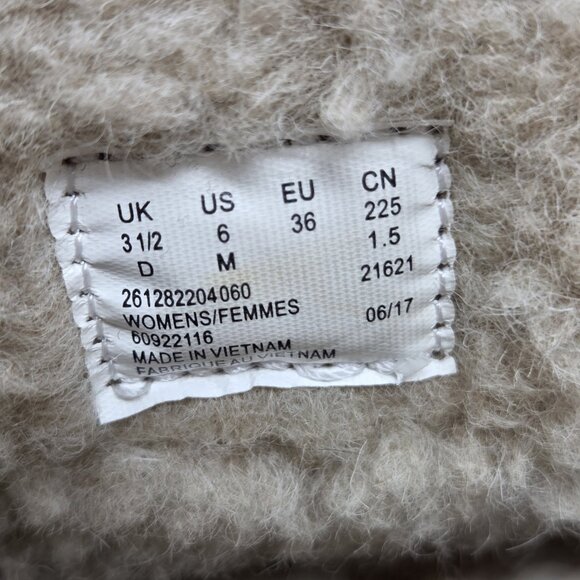 UK US EU CN
3 1/2 6 36 225
D M 1.5
261282204060 21621
WOMENS/FEMMES
60922116 06/17
MADE IN VIETNAM
FABRIQUE AU VIETNAM